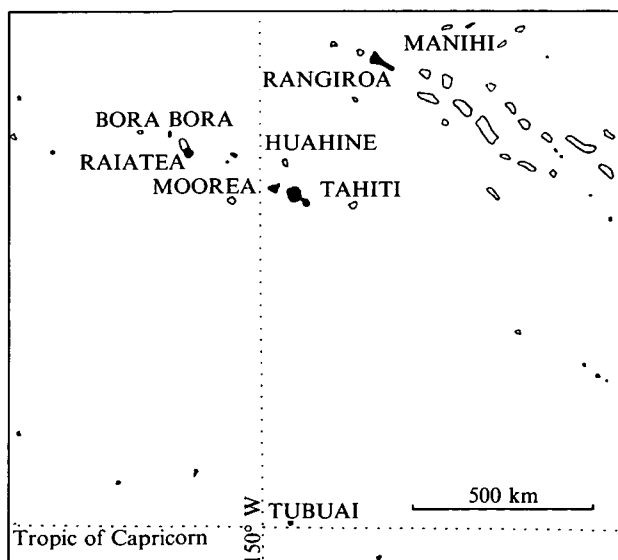 MANIHI
RANGIROA
BORA BORA
HUAHINE
RAIATEA
MOOREA
TAHITI
500 km
TUBUAI
150° W
Tropic of Capricorn